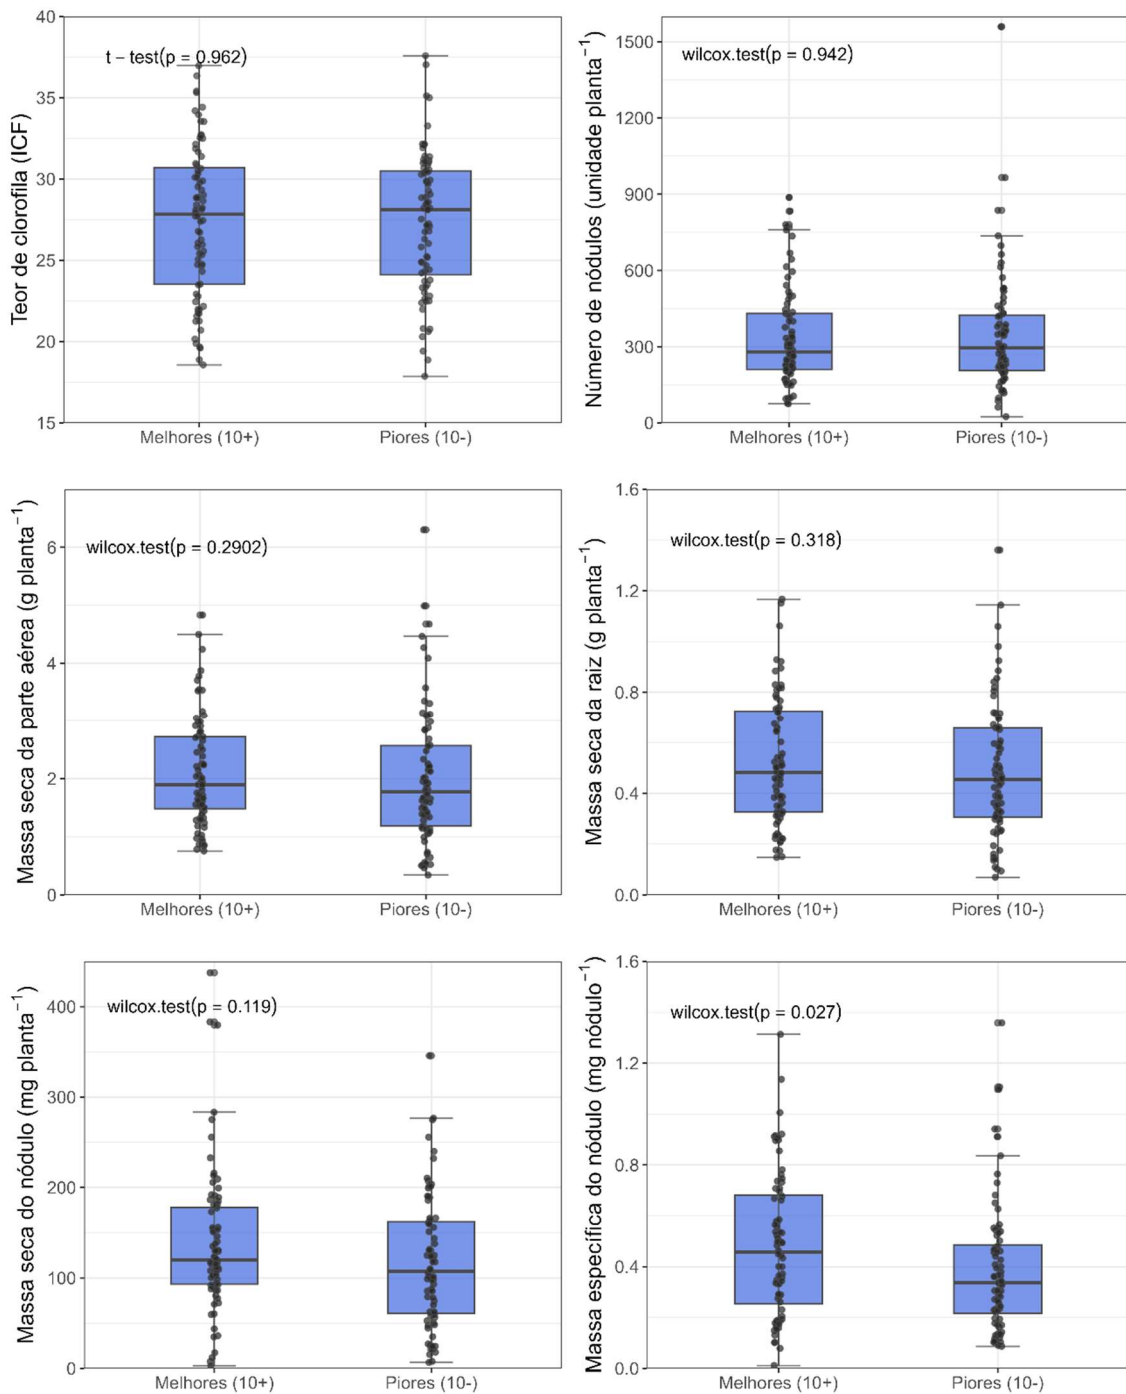 Teor de clorofila (ICF)
40
35
30
25
20
15
t − test(p = 0.962)
Melhores (10+)
Piores (10-)
Número de nódulos (unidade planta⁻¹)
1500
1200
900
600
300
0
wilcox.test(p = 0.942)
Melhores (10+)
Piores (10-)
Massa seca da parte aérea (g planta⁻¹)
6
4
2
0
wilcox.test(p = 0.2902)
Melhores (10+)
Piores (10-)
Massa seca da raiz (g planta⁻¹)
1.6
1.2
0.8
0.4
0.0
wilcox.test(p = 0.318)
Melhores (10+)
Piores (10-)
Massa seca do nódulo (mg planta⁻¹)
400
300
200
100
0
wilcox.test(p = 0.119)
Melhores (10+)
Piores (10-)
Massa específica do nódulo (mg nódulo⁻¹)
1.6
1.2
0.8
0.4
0.0
wilcox.test(p = 0.027)
Melhores (10+)
Piores (10-)